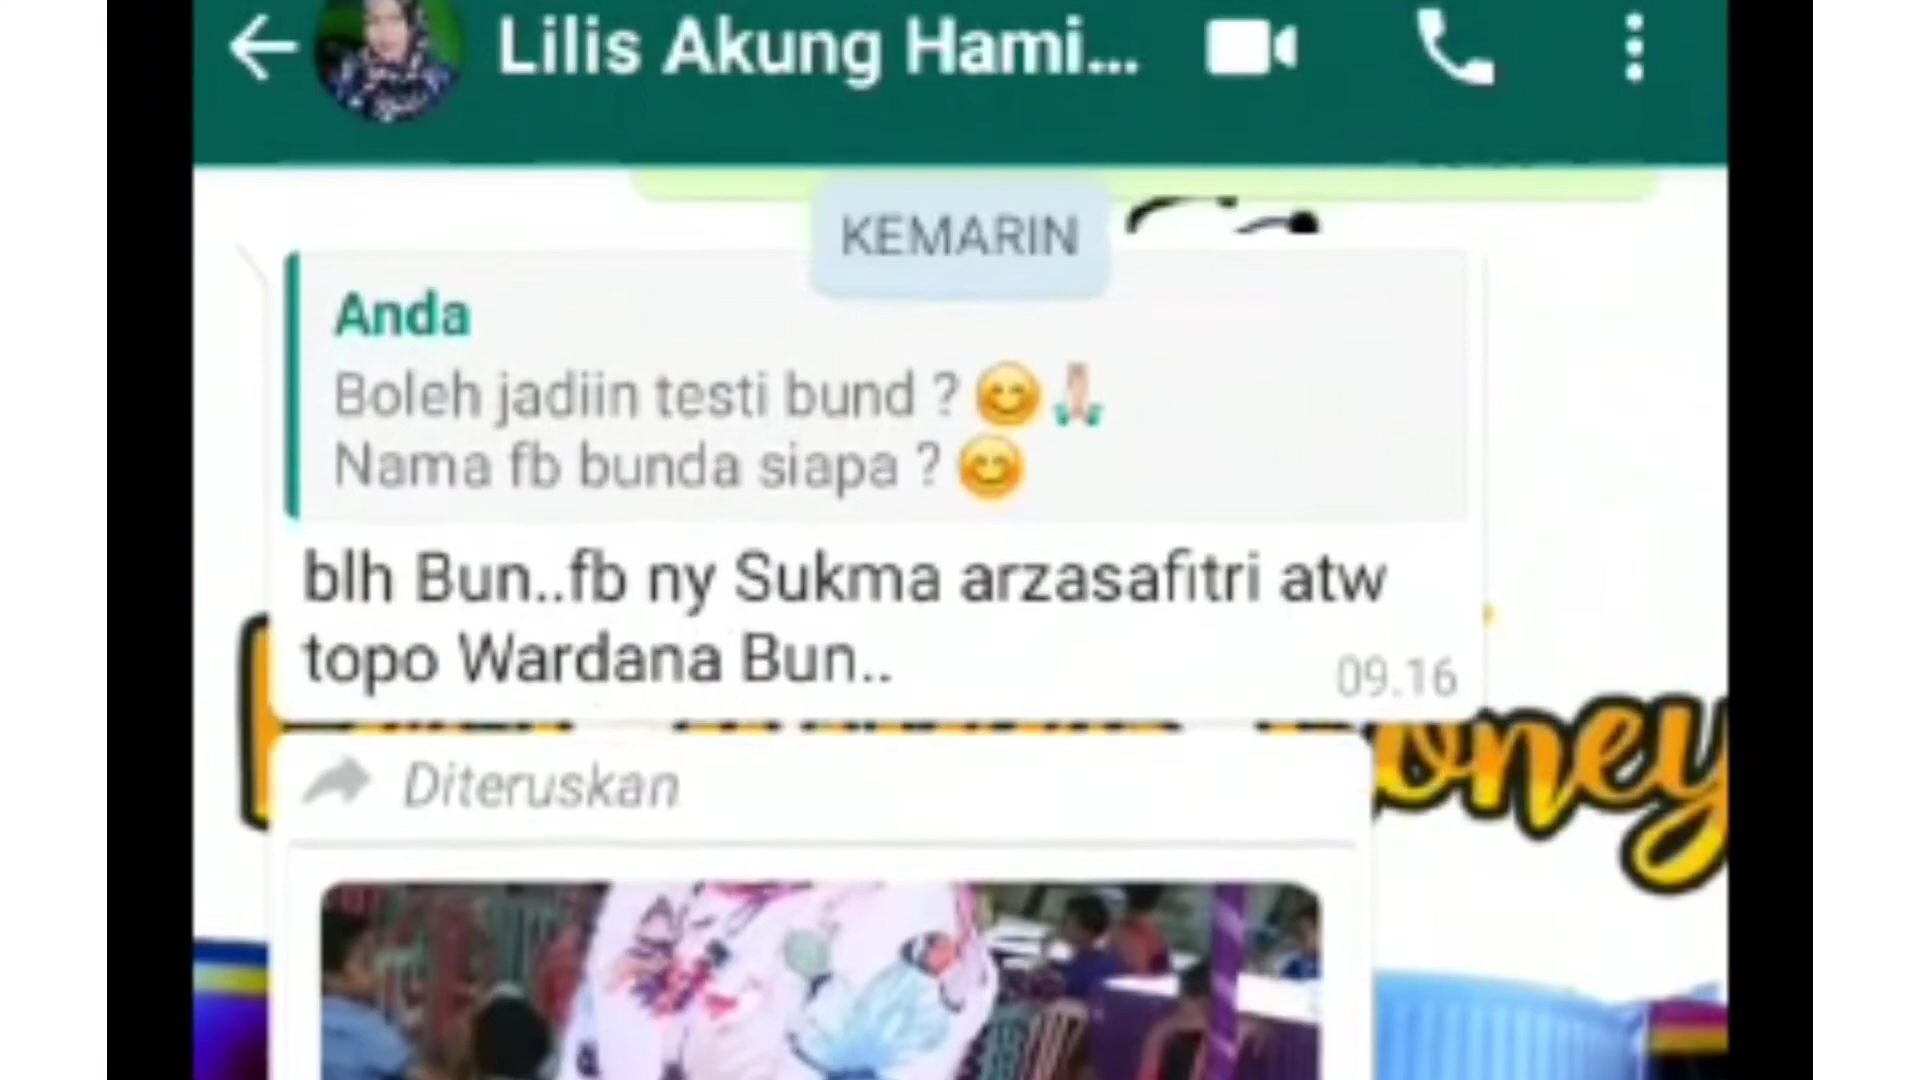 Lilis Akung Hami...
KEMARIN
Anda
Boleh jadiin testi bund ? 😊🙏
Nama fb bunda siapa ? 😊
blh Bun..fb ny Sukma arzasafitri atw
topo Wardana Bun..
09.16
Diteruskan